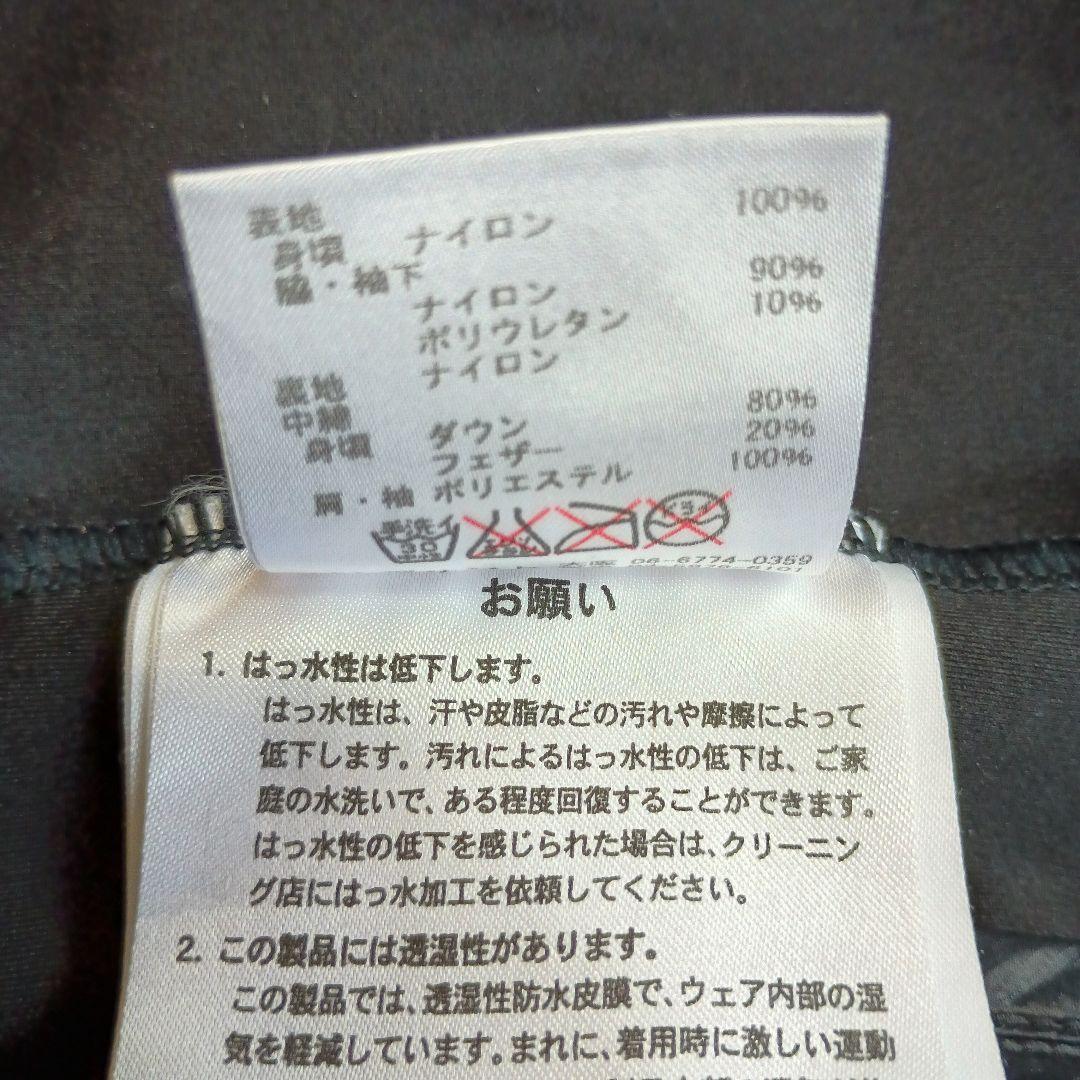 表地
身頃 ナイロン 100%
脇・袖下
ナイロン 90%
ポリウレタン 10%
ナイロン
裏地
中綿
ダウン 80%
身頃 フェザー 20%
肩・袖 ポリエステル 100%
手洗イ
30
ドライ
06-6774-0359
お願い
1. はっ水性は低下します。
はっ水性は、汗や皮脂などの汚れや摩擦によって
低下します。汚れによるはっ水性の低下は、ご家
庭の水洗いで、ある程度回復することができます。
はっ水性の低下を感じられた場合は、クリーニン
グ店にはっ水加工を依頼してください。
2. この製品には透湿性があります。
この製品では、透湿性防水皮膜で、ウェア内部の湿
気を軽減しています。まれに、着用時に激しい運動